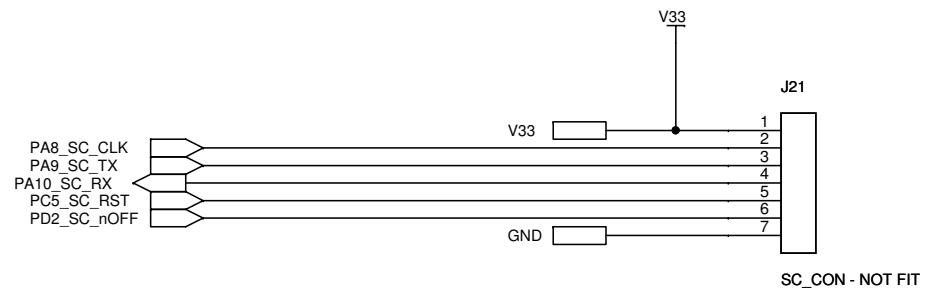 V33
J21
V33
1
PA8_SC_CLK
2
PA9_SC_TX
3
PA10_SC_RX
4
PC5_SC_RST
5
PD2_SC_nOFF
6
GND
7
SC_CON - NOT FIT